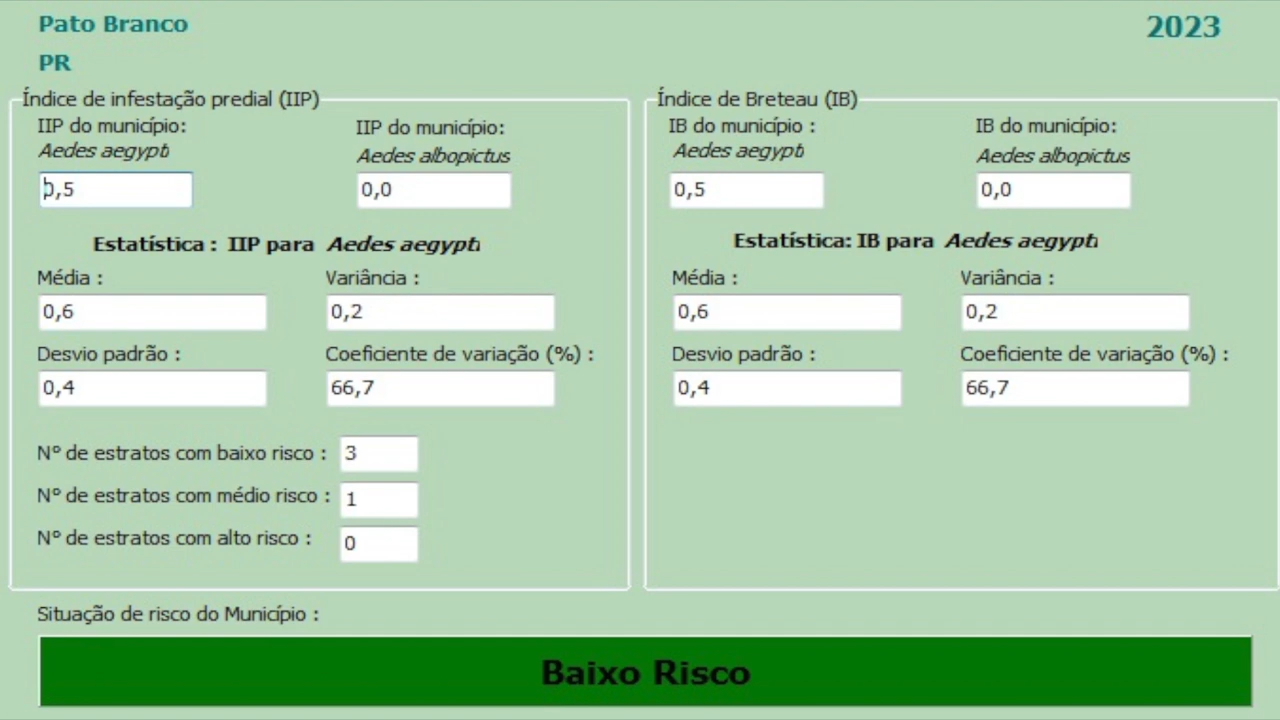 Pato Branco
2023
PR
Índice de infestação predial (IIP)
IIP do município:
Aedes aegypti
0,5
IIP do município:
Aedes albopictus
0,0
Estatística : IIP para Aedes aegypti
Média :
0,6
Variância :
0,2
Desvio padrão :
0,4
Coeficiente de variação (%) :
66,7
Nº de estratos com baixo risco :
3
Nº de estratos com médio risco :
1
Nº de estratos com alto risco :
0
Índice de Breteau (IB)
IB do município :
Aedes aegypti
0,5
IB do município:
Aedes albopictus
0,0
Estatística: IB para Aedes aegypti
Média :
0,6
Variância :
0,2
Desvio padrão :
0,4
Coeficiente de variação (%) :
66,7
Situação de risco do Município :
Baixo Risco